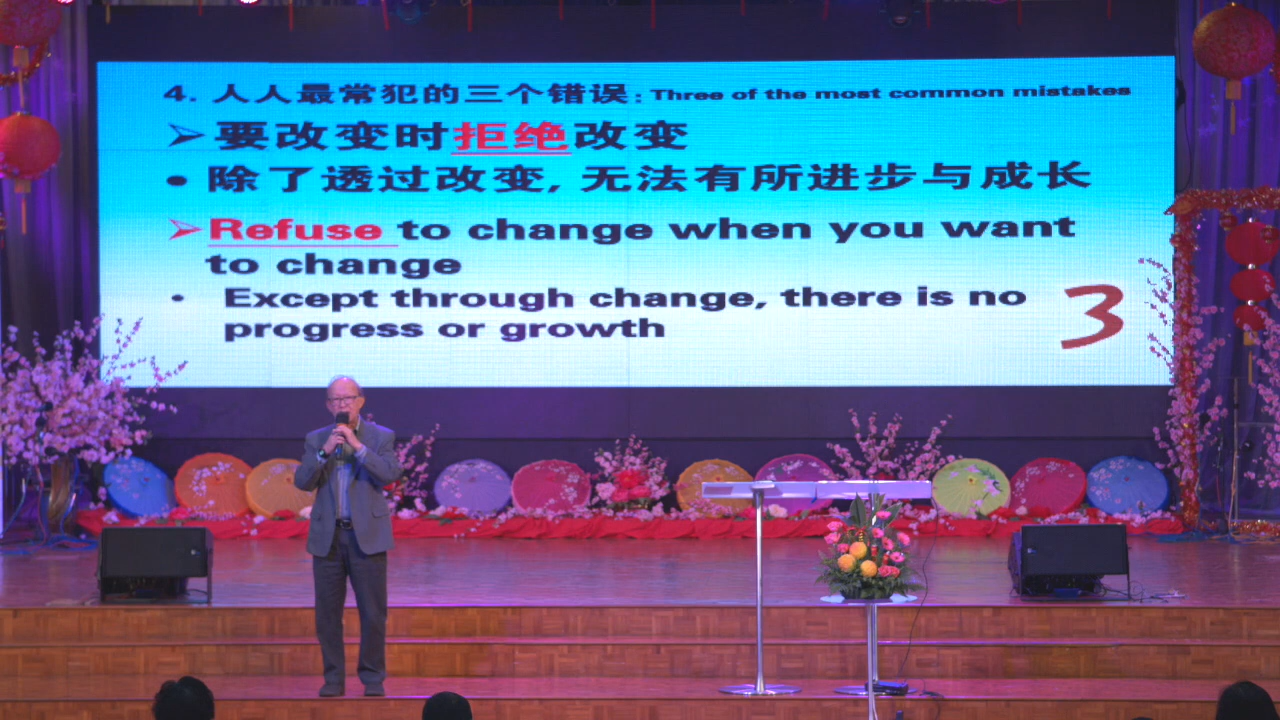 4. 人人最常犯的三个错误: Three of the most common mistakes
➢要改变时拒绝改变
• 除了透过改变, 无法有所进步与成长
➢Refuse to change when you want
to change
• Except through change, there is no
progress or growth
3